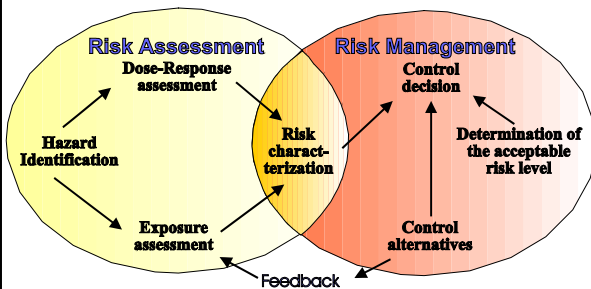 Risk Assessment
Dose-Response
assessment
Hazard
Identification
Exposure
assessment
Risk
charact-
terization
Risk Management
Control
decision
Determination of
the acceptable
risk level
Control
alternatives
Feedback